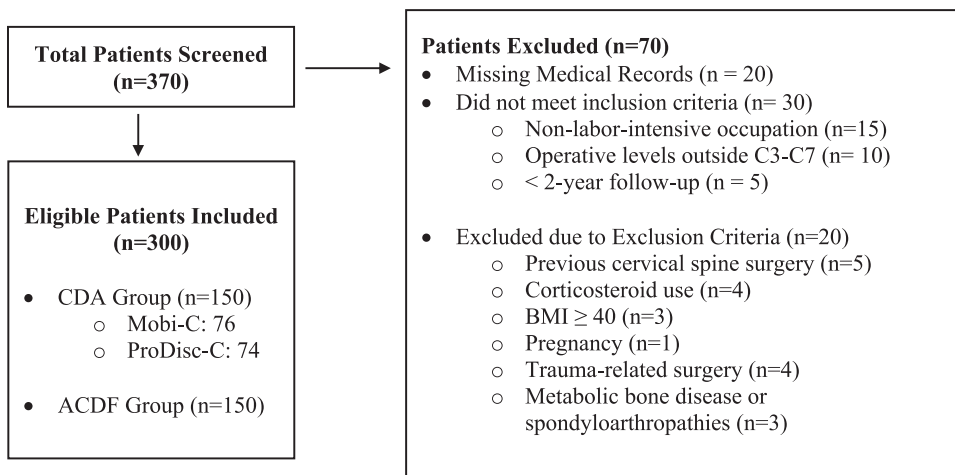 Total Patients Screened
(n=370)
Eligible Patients Included
(n=300)
• CDA Group (n=150)
o Mobi-C: 76
o ProDisc-C: 74
• ACDF Group (n=150)
Patients Excluded (n=70)
• Missing Medical Records (n = 20)
• Did not meet inclusion criteria (n= 30)
o Non-labor-intensive occupation (n=15)
o Operative levels outside C3-C7 (n= 10)
o < 2-year follow-up (n = 5)
• Excluded due to Exclusion Criteria (n=20)
o Previous cervical spine surgery (n=5)
o Corticosteroid use (n=4)
o BMI ≥ 40 (n=3)
o Pregnancy (n=1)
o Trauma-related surgery (n=4)
o Metabolic bone disease or
spondyloarthropathies (n=3)